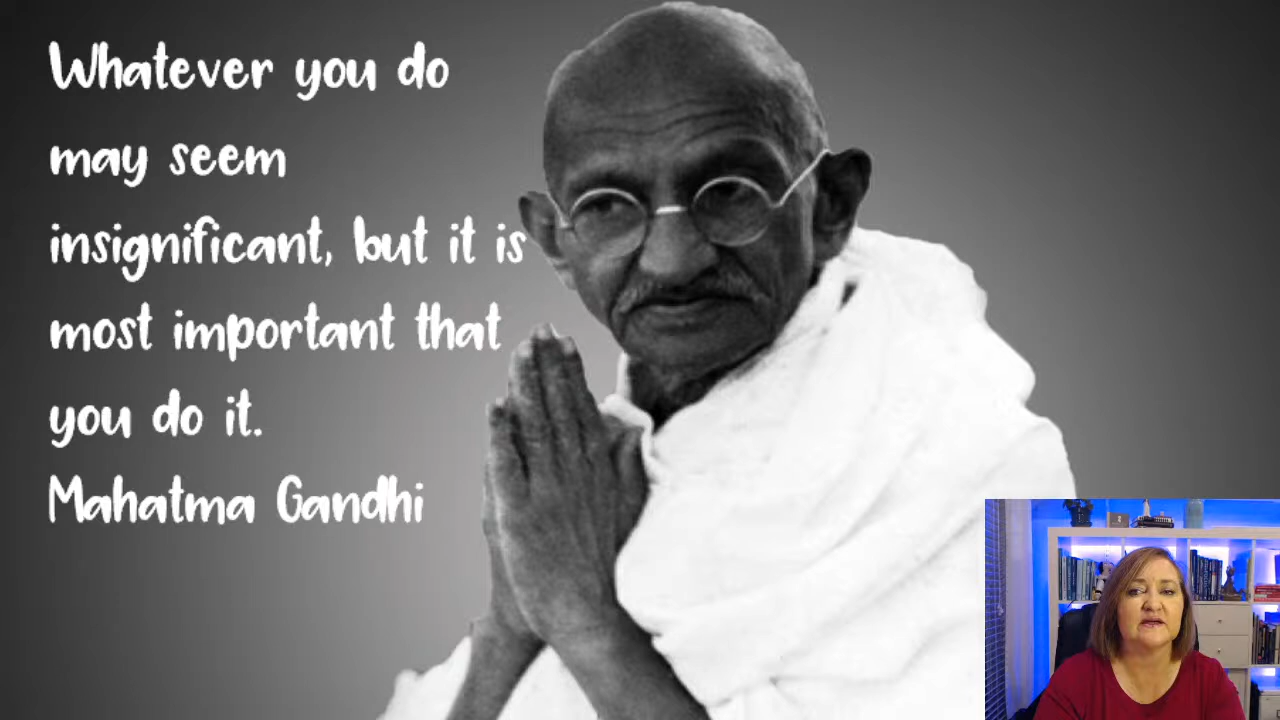 Whatever you do
may seem
insignificant, but it is
most important that
you do it.
Mahatma Gandhi